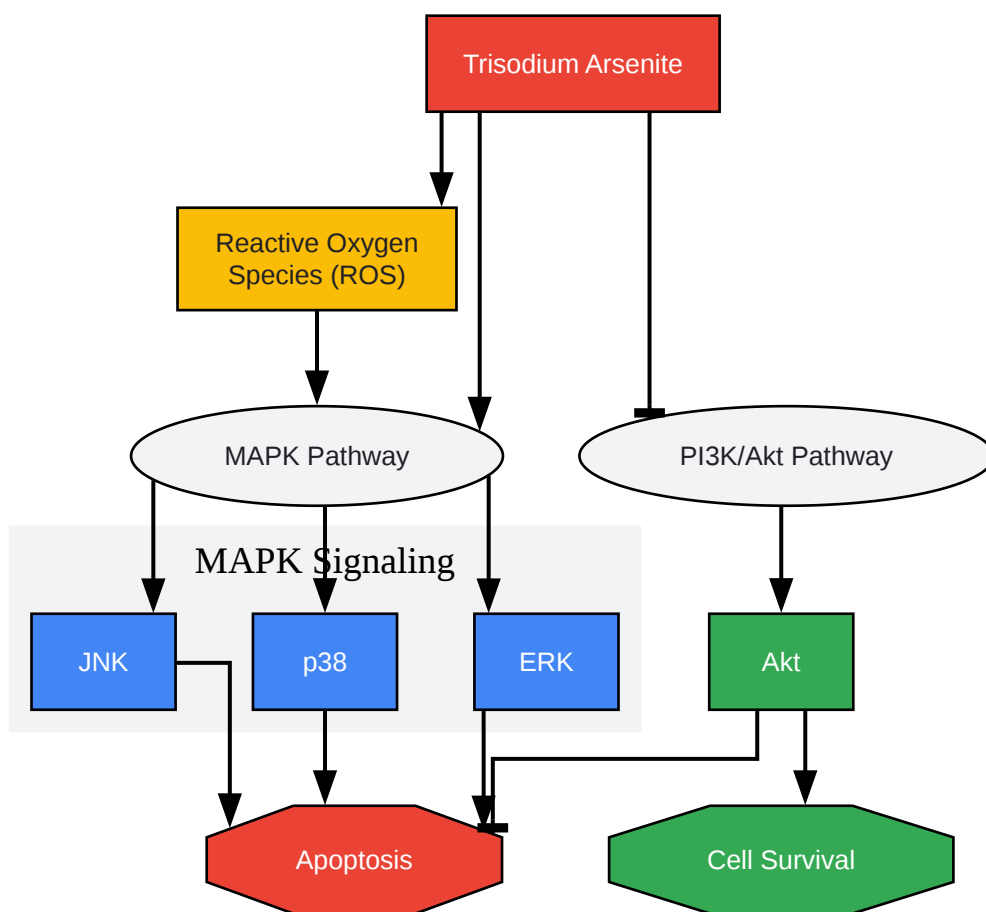 Trisodium Arsenite
Reactive Oxygen
Species (ROS)
MAPK Pathway
PI3K/Akt Pathway
MAPK Signaling
JNK
p38
ERK
Akt
Apoptosis
Cell Survival